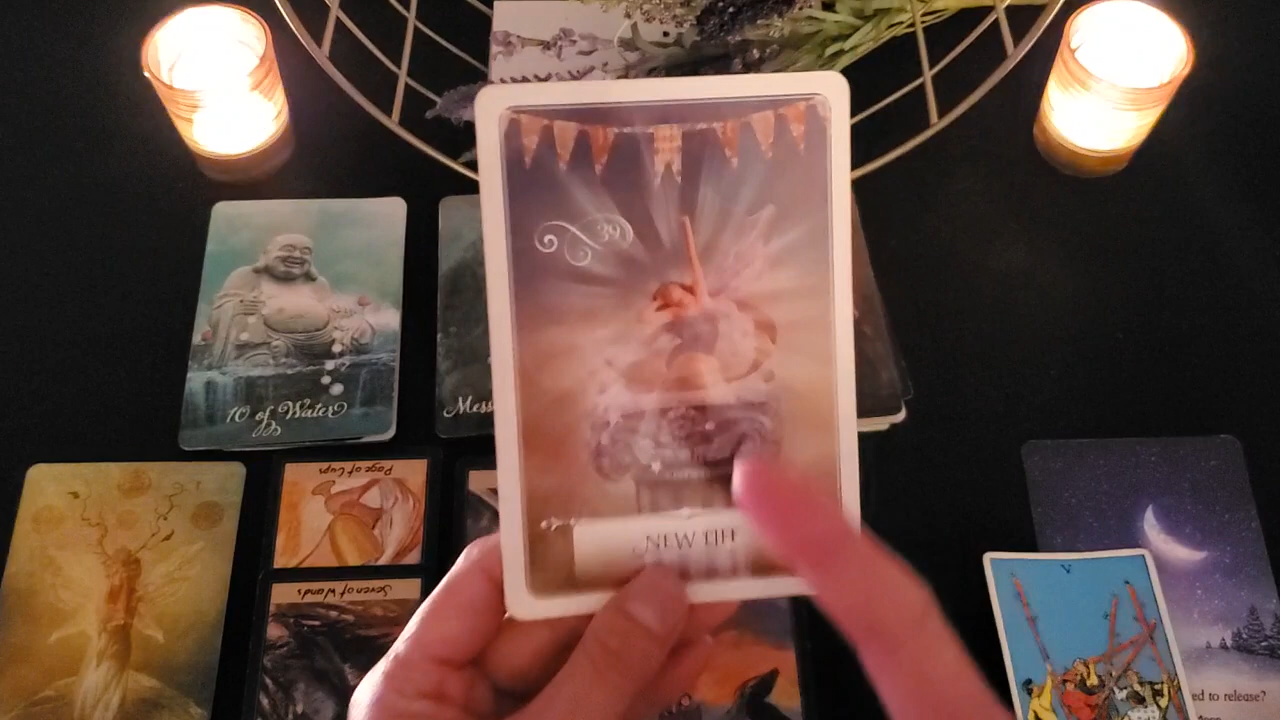 39
10 of Water
Mess
Page of Cups
Seven of Wands
NEW LIFE
V
ed to release?